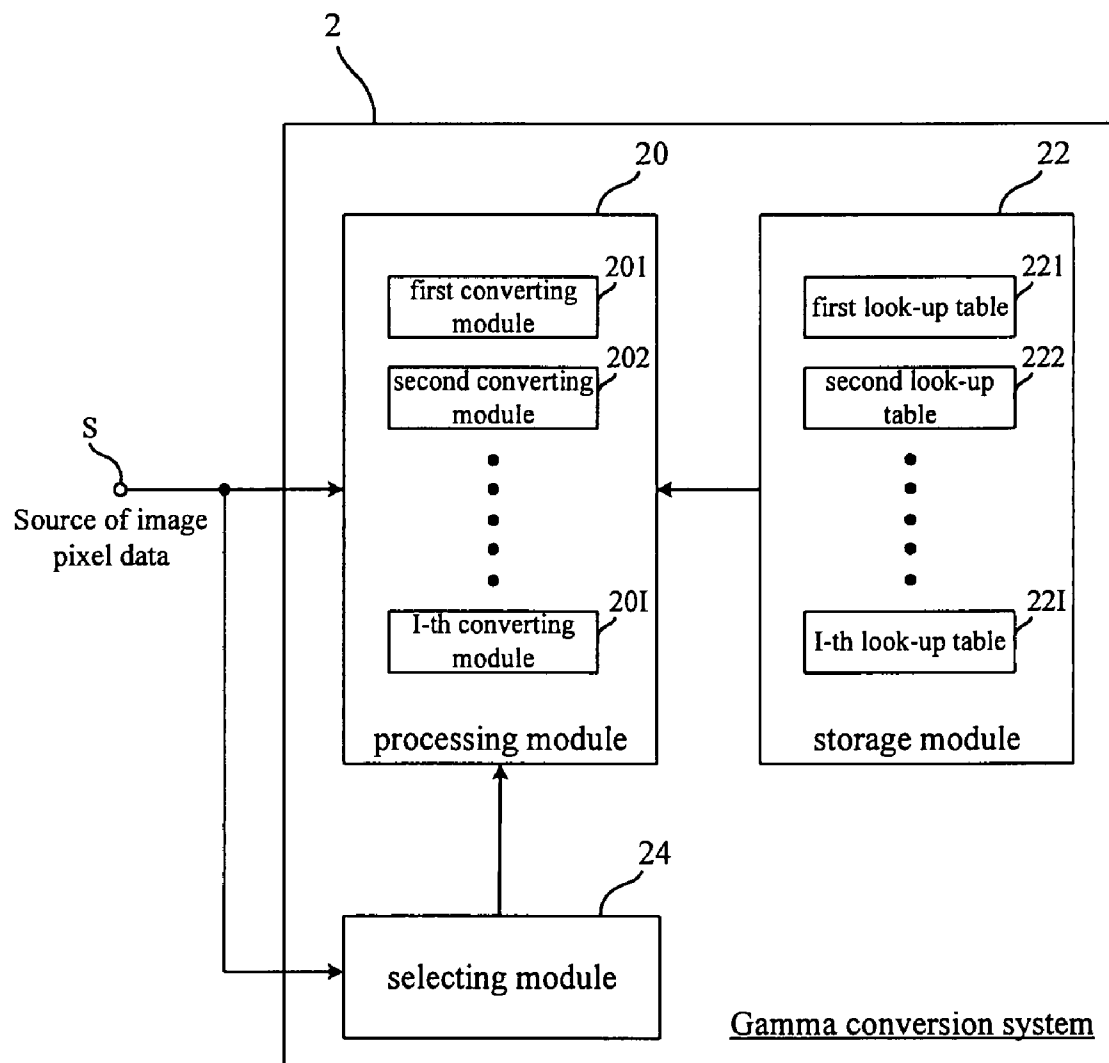 2
20
22
201
first converting
module
221
first look-up table
202
second converting
module
222
second look-up
table
S
Source of image
pixel data
20I
I-th converting
module
22I
I-th look-up table
processing module
storage module
24
selecting module
Gamma conversion system